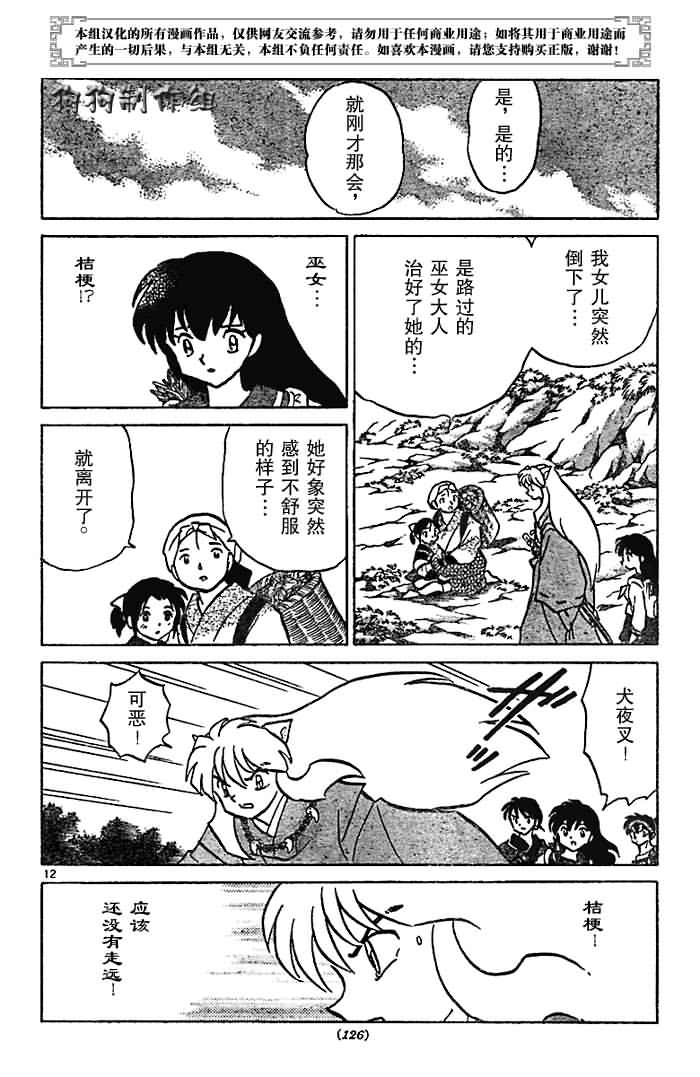 本组汉化的所有漫画作品，仅供网友交流参考，请勿用于任何商业用途；如将其用于商业用途而
产生的一切后果，与本组无关，本组不负任何责任。如喜欢本漫画，请您支持购买正版，谢谢！
狗狗制作组
是，是的…
就刚才那会，
我女儿突然
倒下了…
是路过的
巫女大人
治好了她的…
巫女…
桔梗!?
她好象突然
感到不舒服
的样子…
就离开了。
犬夜叉！
可恶！
12
桔梗！
应该
还没有走远！
(126)